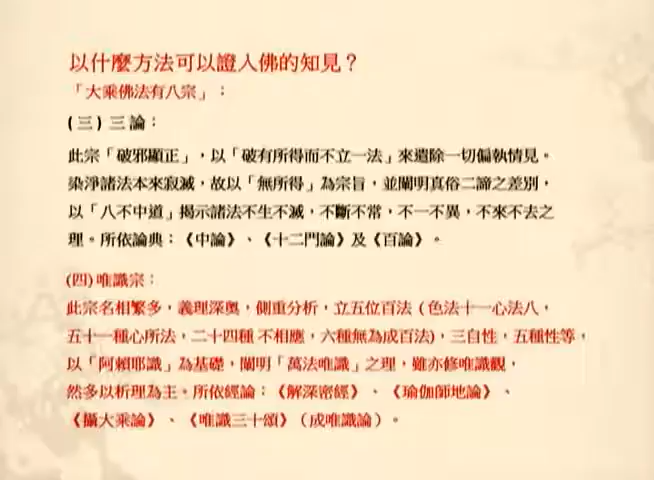 以什麼方法可以證入佛的知見？
「大乘佛法有八宗」：
(三) 三論：
此宗「破邪顯正」，以「破有所得而不立一法」來遣除一切偏執情見。
染淨諸法本來寂滅，故以「無所得」為宗旨，並闡明真俗二諦之差別，
以「八不中道」揭示諸法不生不滅，不斷不常，不一不異，不來不去之
理。所依論典：《中論》、《十二門論》及《百論》。
(四) 唯識宗：
此宗名相繁多，義理深奧，側重分析，立五位百法（色法十一心法八，
五十一種心所法，二十四種 不相應，六種無為成百法)，三自性，五種性等，
以「阿賴耶識」為基礎，闡明「萬法唯識」之理，雖亦修唯識觀，
然多以析理為主。所依經論：《解深密經》、《瑜伽師地論》、
《攝大乘論》、《唯識三十頌》（成唯識論）。